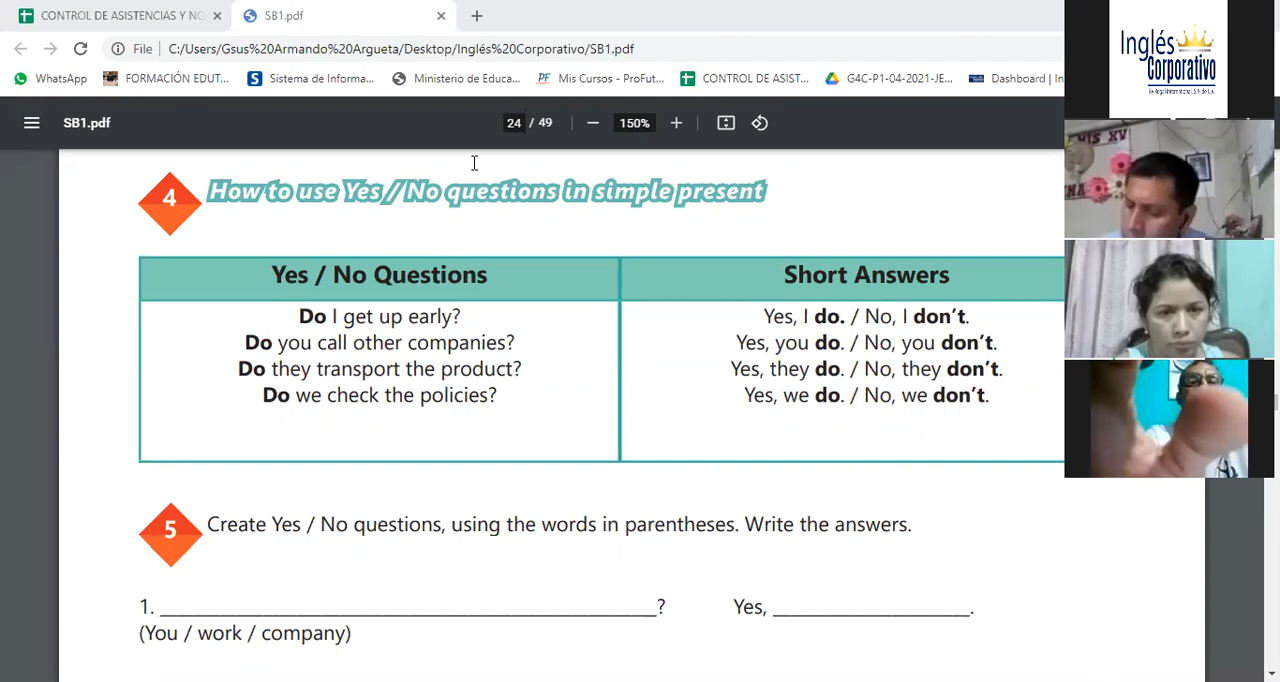 CONTROL DE ASISTENCIAS Y NO
SB1.pdf
File
C:/Users/Gsus%20Armando%20Argueta/Desktop/Inglés%20Corporativo/SB1.pdf
WhatsApp
FORMACIÓN EDUT...
Sistema de Informa...
Ministerio de Educa...
Mis Cursos - ProFut...
CONTROL DE ASIST...
G4C-P1-04-2021-JE...
Dashboard | In
SB1.pdf
24 / 49
150%
Inglés
Corporativo
4
How to use Yes / No questions in simple present
Yes / No Questions
Short Answers
Do I get up early?
Yes, I do. / No, I don't.
Do you call other companies?
Yes, you do. / No, you don't.
Do they transport the product?
Yes, they do. / No, they don't.
Do we check the policies?
Yes, we do. / No, we don't.
5
Create Yes / No questions, using the words in parentheses. Write the answers.
1. ______________________________________________?
Yes, ____________________.
(You / work / company)